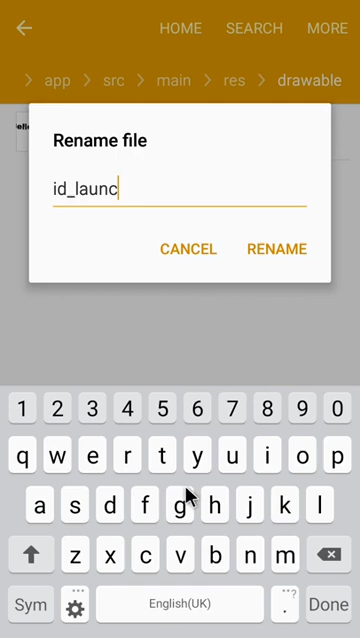 HOME SEARCH MORE
app src main res drawable
Rename file
id_launc
CANCEL RENAME
1 2 3 4 5 6 7 8 9 0
q w e r t y u i o p
a s d f g h j k l
z x c v b n m
Sym English(UK) . ...? Done